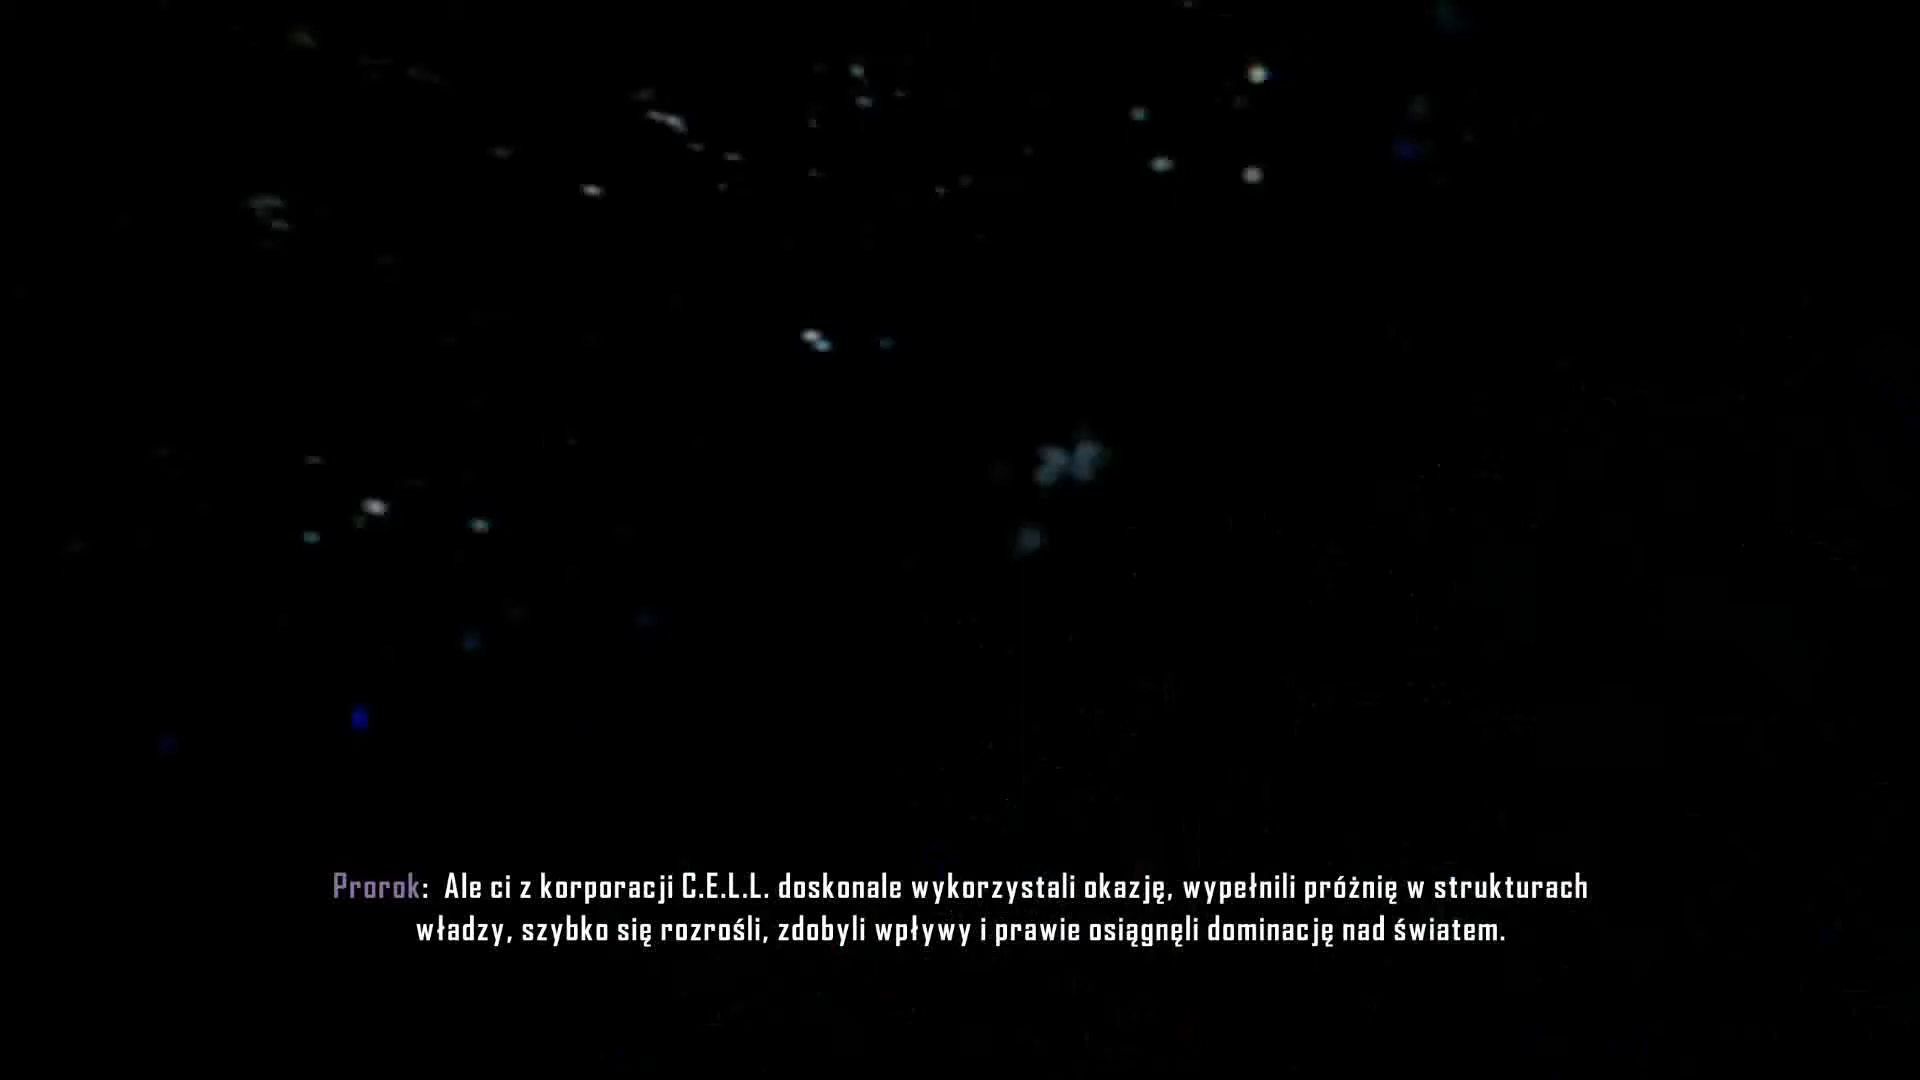 Prorok: Ale ci z korporacji C.E.L.L. doskonale wykorzystali okazję, wypełnili próżnię w strukturach
władzy, szybko się rozrośli, zdobyli wpływy i prawie osiągnęli dominację nad światem.